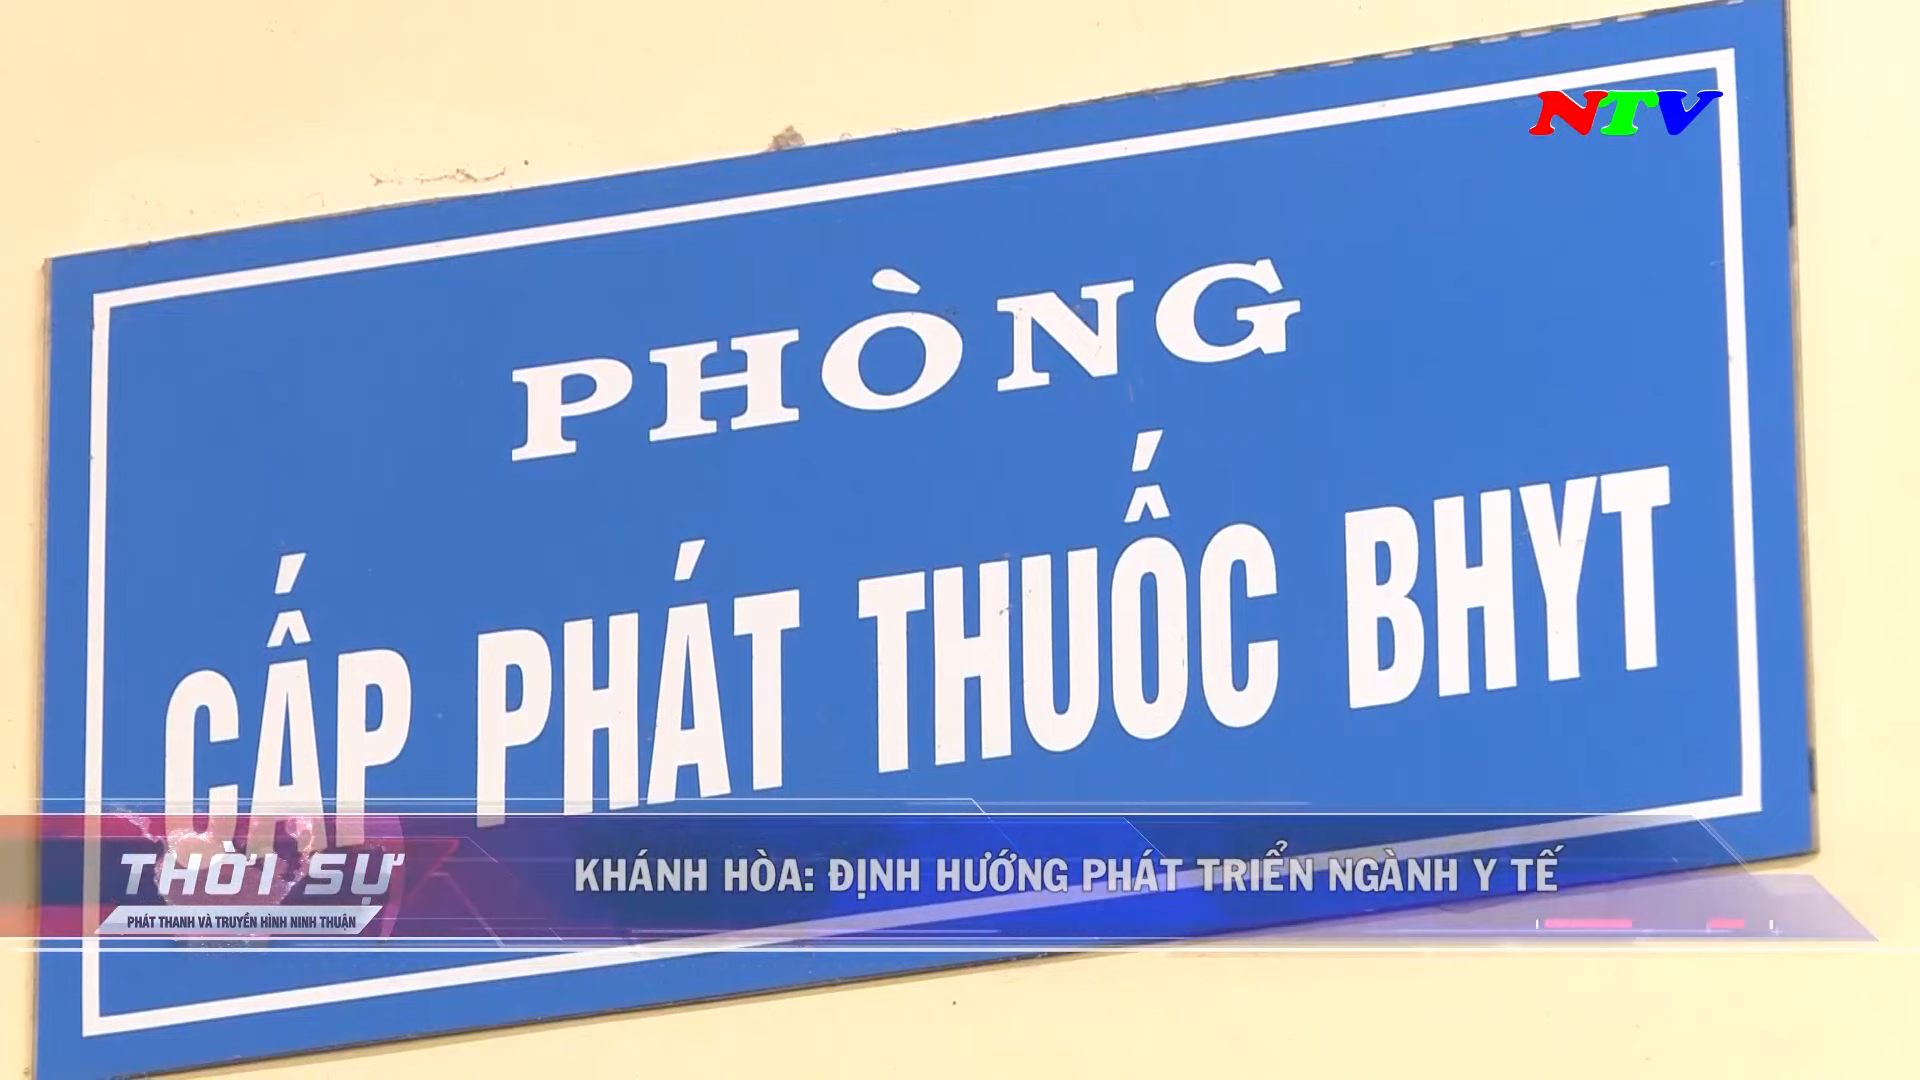 NTV
PHÒNG
CẤP PHÁT THUỐC BHYT
THỜI SỰ
PHÁT THANH VÀ TRUYỀN HÌNH NINH THUẬN
KHÁNH HÒA: ĐỊNH HƯỚNG PHÁT TRIỂN NGÀNH Y TẾ